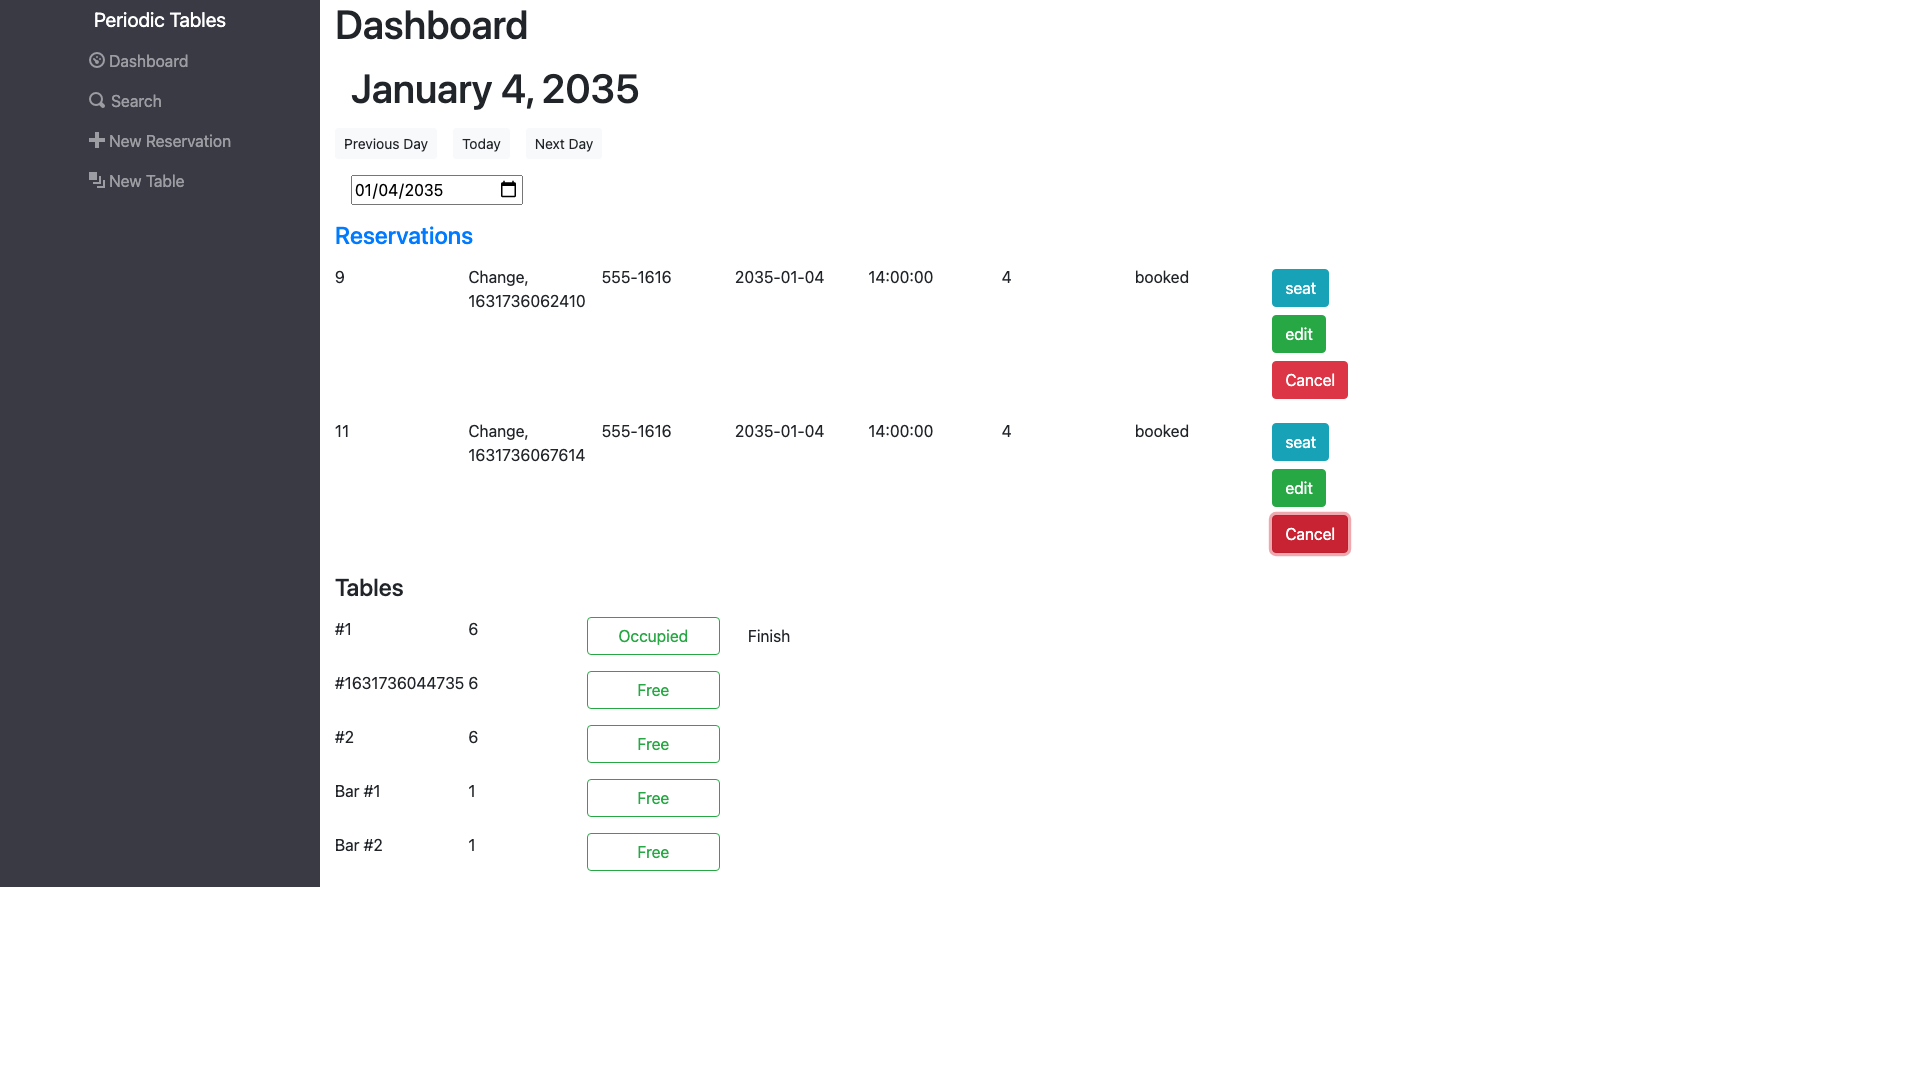 Periodic Tables
Dashboard
Search
New Reservation
New Table
Dashboard
January 4, 2035
Previous Day Today Next Day
01/04/2035
Reservations
9 Change, 555-1616 2035-01-04 14:00:00 4 booked seat
1631736062410
edit
Cancel
11 Change, 555-1616 2035-01-04 14:00:00 4 booked seat
1631736067614
edit
Cancel
Tables
#1 6 Occupied Finish
#1631736044735 6 Free
#2 6 Free
Bar #1 1 Free
Bar #2 1 Free